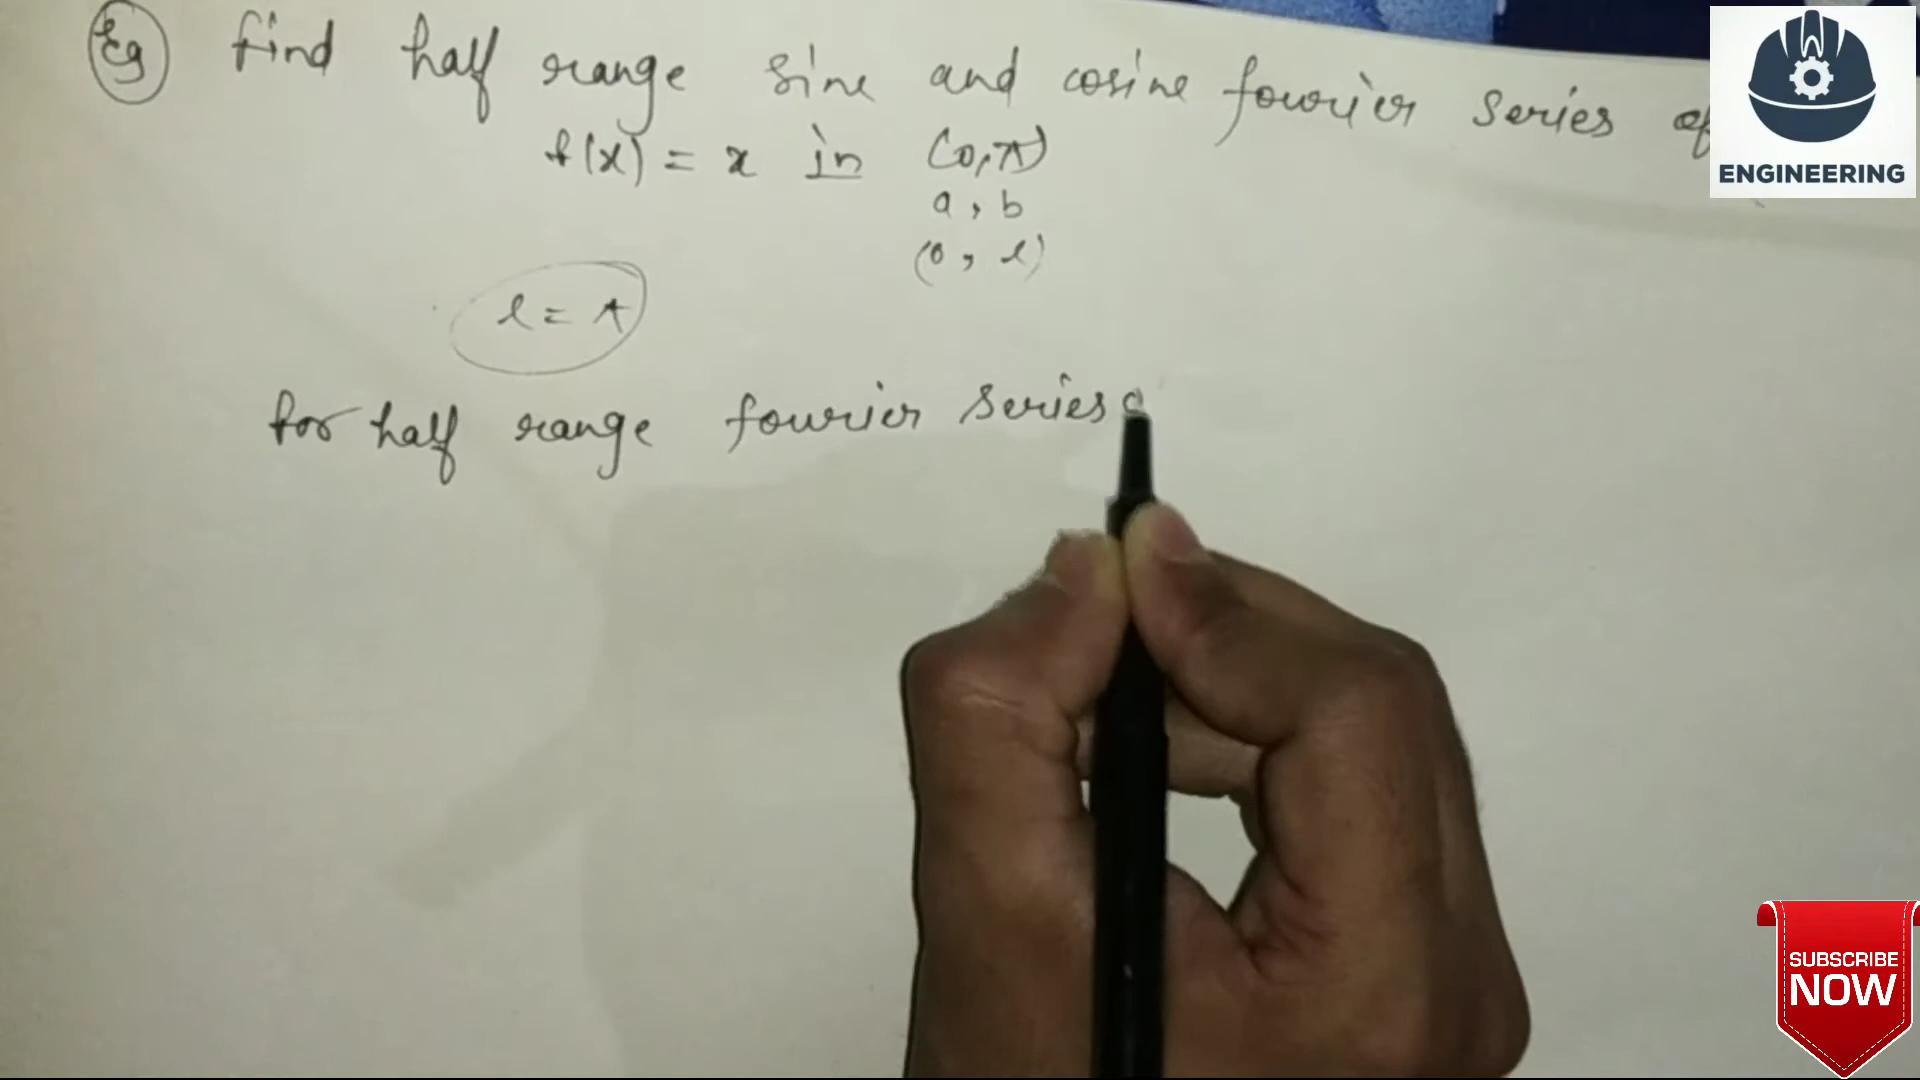 Eg find half range sine and cosine fourier series of
f(x) = x in (0, π)
a, b
(0, l)
l = π
for half range fourier series
ENGINEERING
SUBSCRIBE
NOW